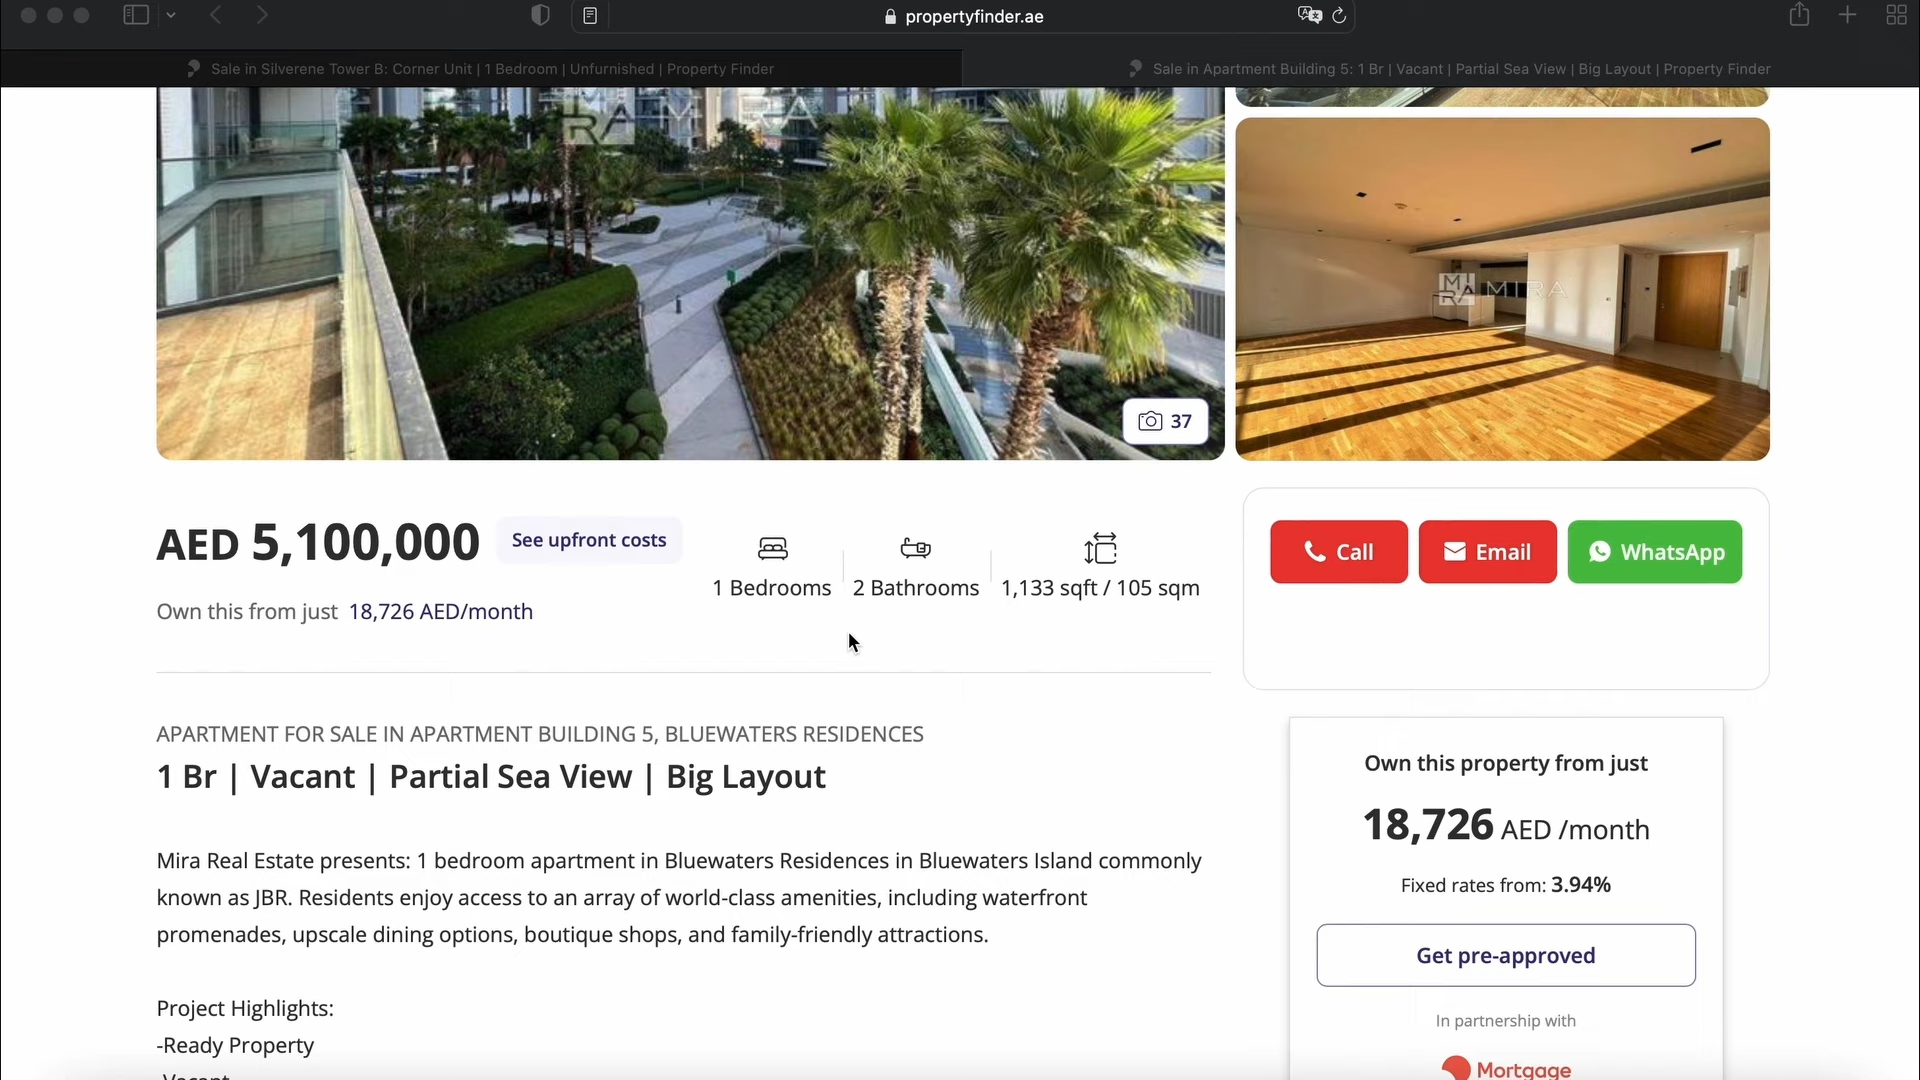 propertyfinder.ae
Sale in Silverene Tower B: Corner Unit | 1 Bedroom | Unfurnished | Property Finder
Sale in Apartment Building 5: 1 Br | Vacant | Partial Sea View | Big Layout | Property Finder
MIRA
MIRA
37
AED 5,100,000
See upfront costs
Own this from just 18,726 AED/month
1 Bedrooms
2 Bathrooms
1,133 sqft / 105 sqm
Call
Email
WhatsApp
APARTMENT FOR SALE IN APARTMENT BUILDING 5, BLUEWATERS RESIDENCES
1 Br | Vacant | Partial Sea View | Big Layout
Mira Real Estate presents: 1 bedroom apartment in Bluewaters Residences in Bluewaters Island commonly
known as JBR. Residents enjoy access to an array of world-class amenities, including waterfront
promenades, upscale dining options, boutique shops, and family-friendly attractions.
Project Highlights:
-Ready Property
-Vacant
Own this property from just
18,726 AED /month
Fixed rates from: 3.94%
Get pre-approved
In partnership with
Mortgage